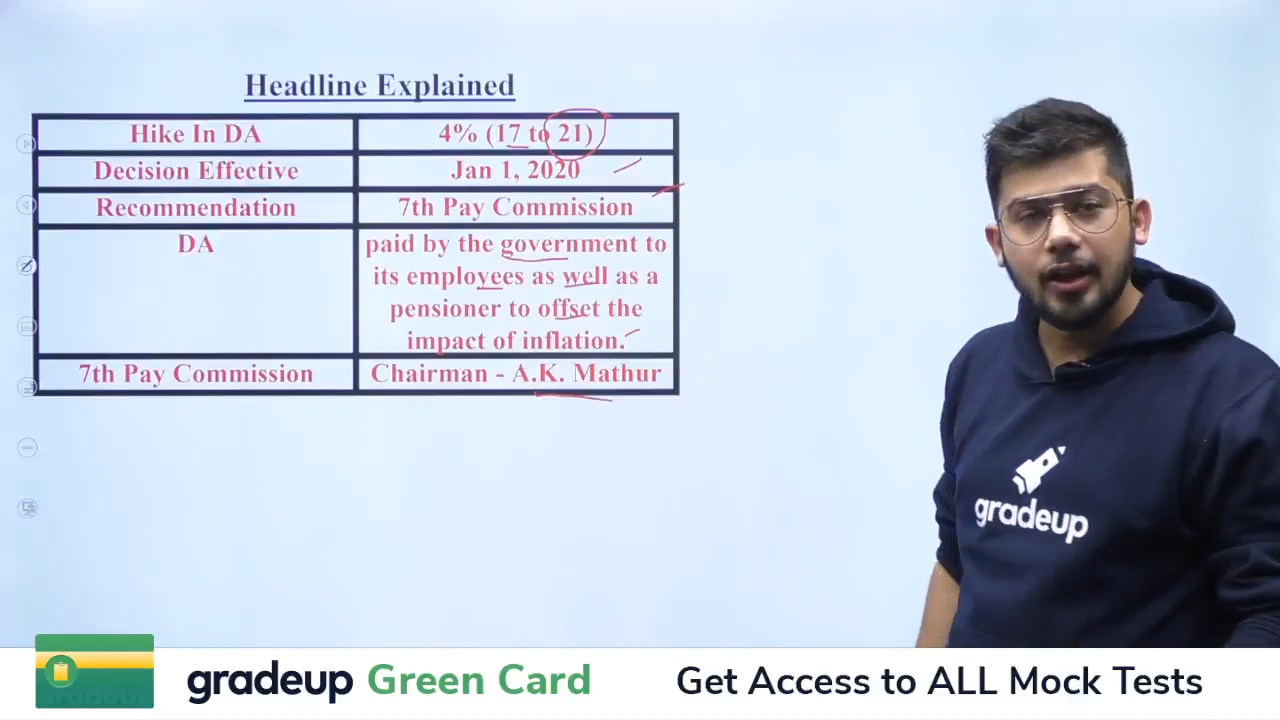 Headline Explained
Hike In DA 4% (17 to 21)
Decision Effective Jan 1, 2020
Recommendation 7th Pay Commission
DA paid by the government to
its employees as well as a
pensioner to offset the
impact of inflation.
7th Pay Commission Chairman - A.K. Mathur
gradeup
gradeup Green Card Get Access to ALL Mock Tests
gradeup